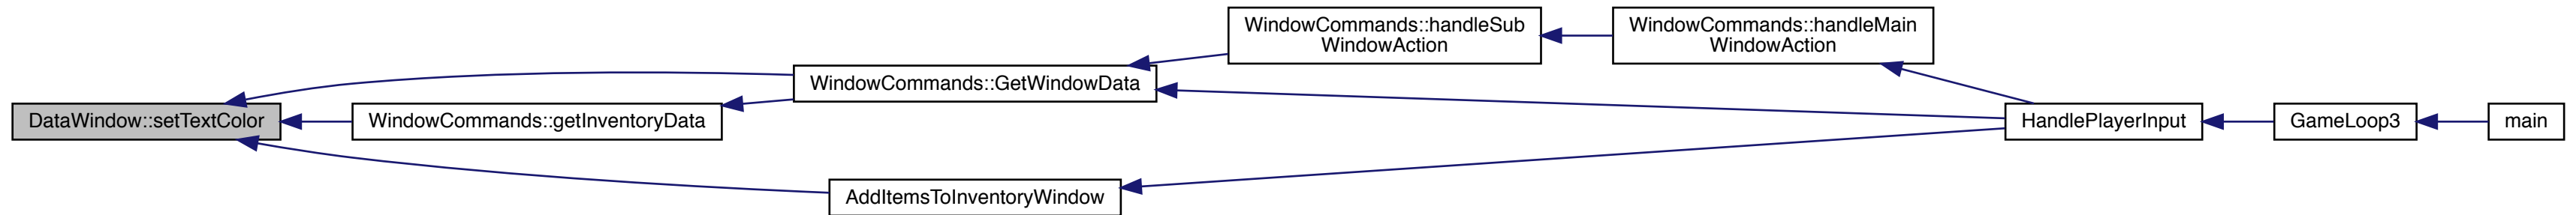 DataWindow::setTextColor
WindowCommands::getInventoryData
WindowCommands::GetWindowData
AddItemsToInventoryWindow
WindowCommands::handleSub
WindowAction
WindowCommands::handleMain
WindowAction
HandlePlayerInput
GameLoop3
main